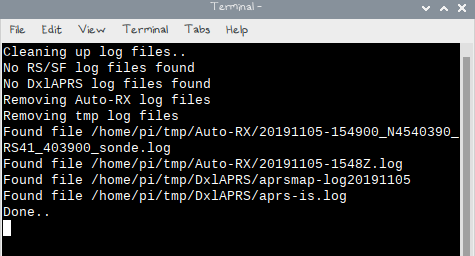 Terminal -
File Edit View Terminal Tabs Help
Cleaning up log files..
No RS/SF log files found
No DxlAPRS log files found
Removing Auto-RX log files
Removing tmp log files
Found file /home/pi/tmp/Auto-RX/20191105-154900_N4540390_
RS41_403900_sonde.log
Found file /home/pi/tmp/Auto-RX/20191105-1548Z.log
Found file /home/pi/tmp/DxlAPRS/aprsmap-log20191105
Found file /home/pi/tmp/DxlAPRS/aprs-is.log
Done..